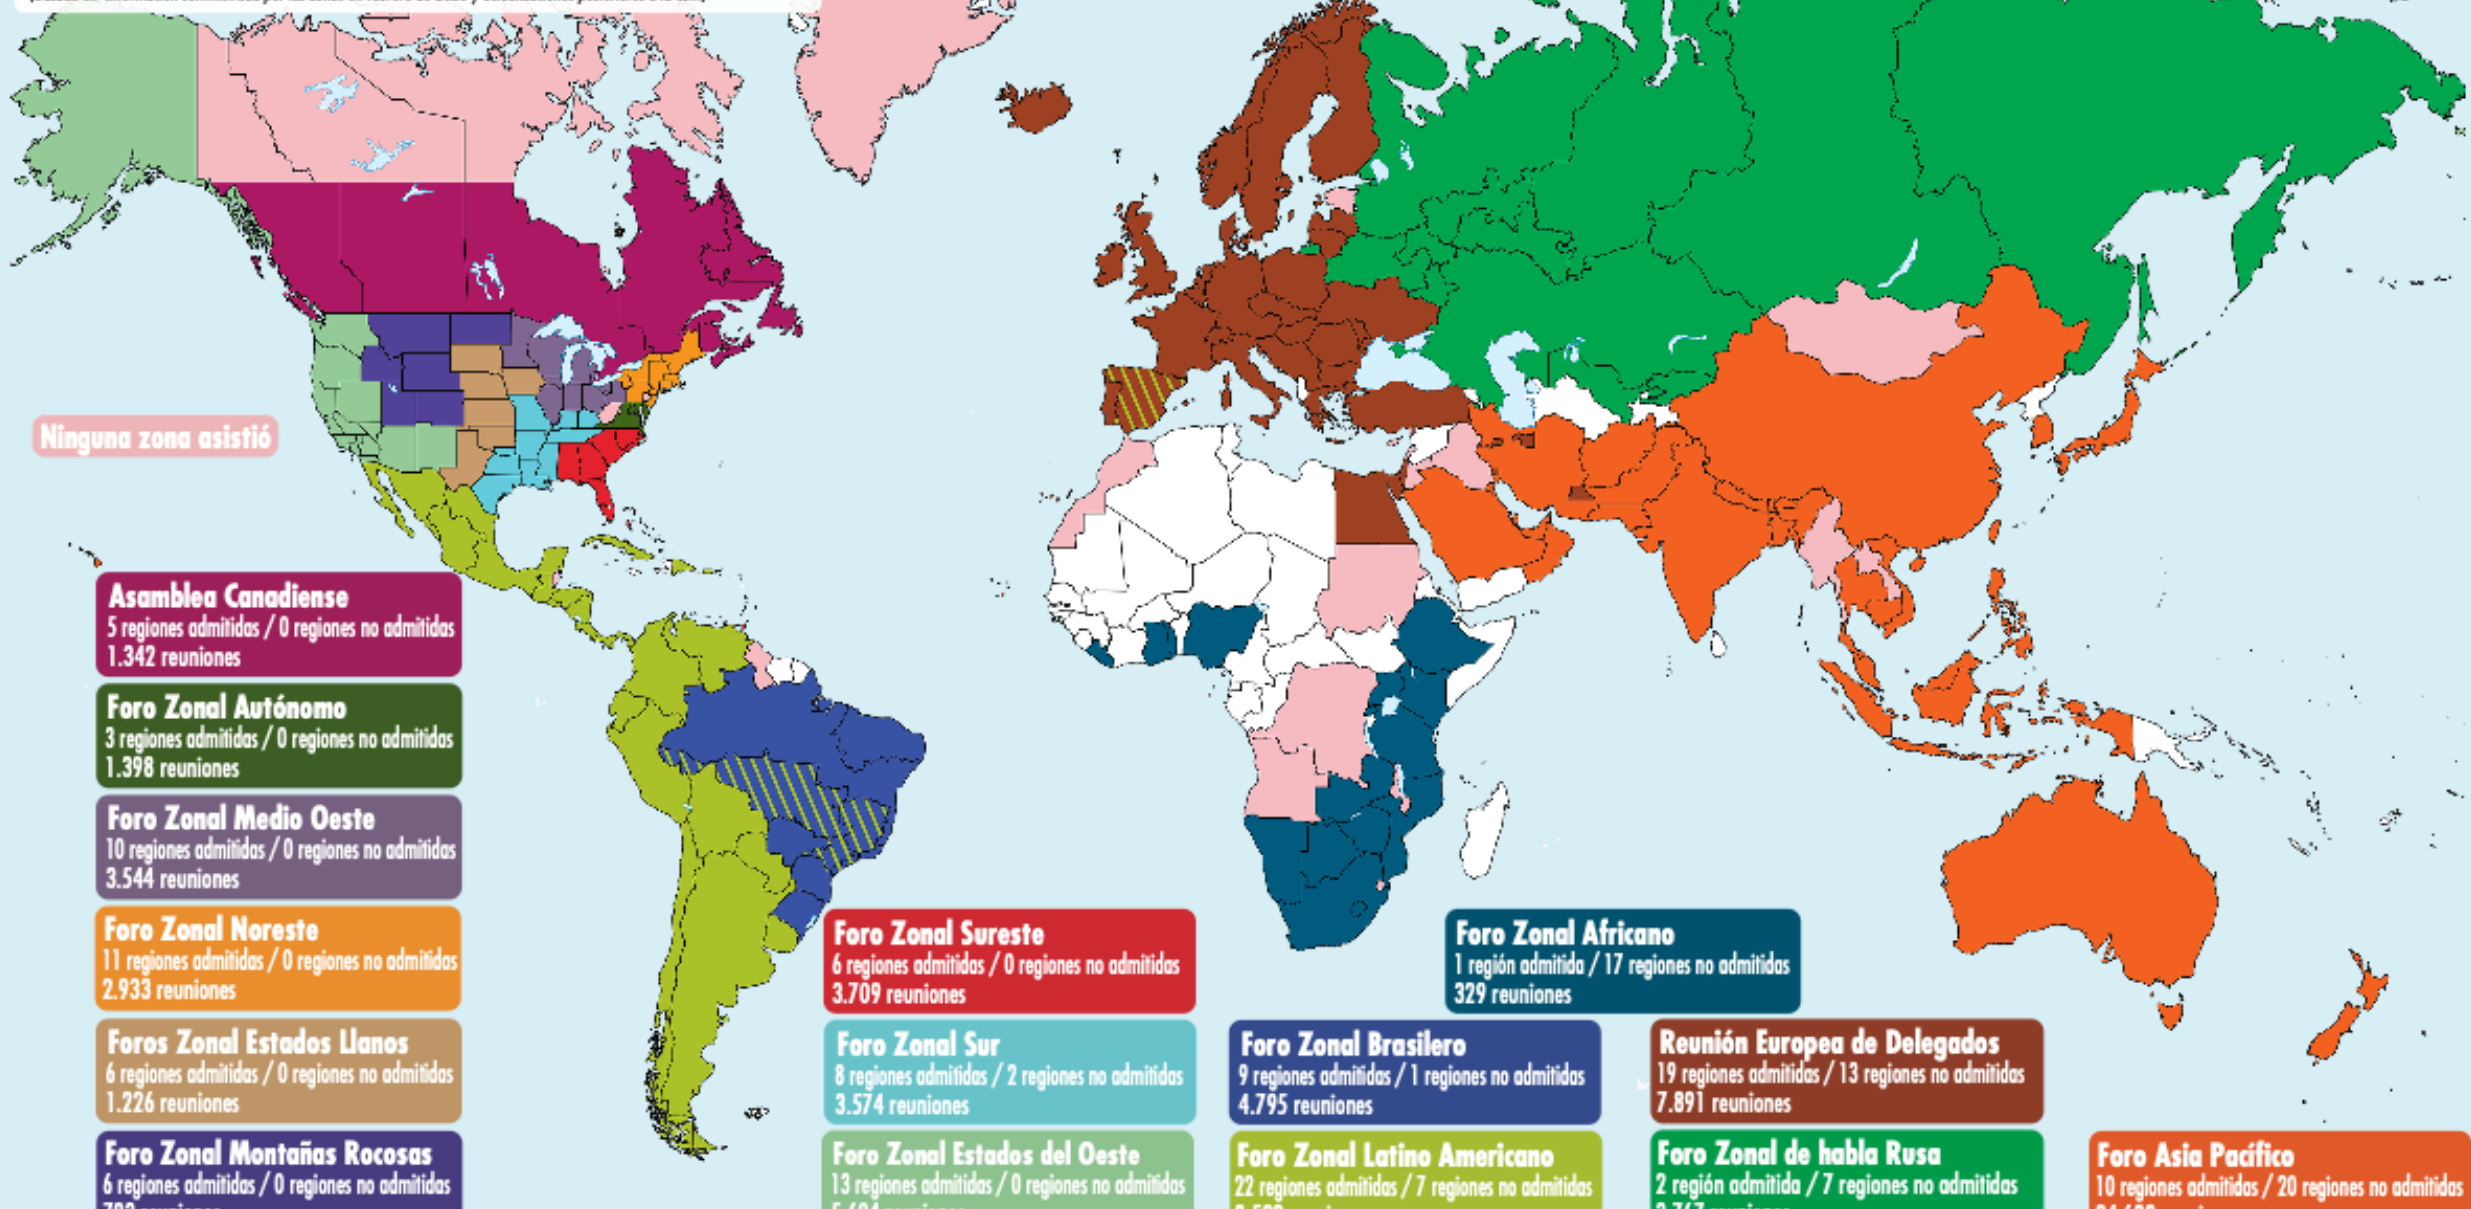 Ninguna zona asistió
Asamblea Canadiense
5 regiones admitidas / 0 regiones no admitidas
1.342 reuniones
Foro Zonal Autónomo
3 regiones admitidas / 0 regiones no admitidas
1.398 reuniones
Foro Zonal Medio Oeste
10 regiones admitidas / 0 regiones no admitidas
3.544 reuniones
Foro Zonal Noreste
11 regiones admitidas / 0 regiones no admitidas
2.933 reuniones
Foros Zonal Estados Llanos
6 regiones admitidas / 0 regiones no admitidas
1.226 reuniones
Foro Zonal Montañas Rocosas
6 regiones admitidas / 0 regiones no admitidas
Foro Zonal Sureste
6 regiones admitidas / 0 regiones no admitidas
3.709 reuniones
Foro Zonal Sur
8 regiones admitidas / 2 regiones no admitidas
3.574 reuniones
Foro Zonal Estados del Oeste
13 regiones admitidas / 0 regiones no admitidas
Foro Zonal Africano
1 región admitida / 17 regiones no admitidas
329 reuniones
Foro Zonal Brasilero
9 regiones admitidas / 1 regiones no admitidas
4.795 reuniones
Foro Zonal Latino Americano
22 regiones admitidas / 7 regiones no admitidas
Reunión Europea de Delegados
19 regiones admitidas / 13 regiones no admitidas
7.891 reuniones
Foro Zonal de habla Rusa
2 región admitida / 7 regiones no admitidas
Foro Asia Pacífico
10 regiones admitidas / 20 regiones no admitidas